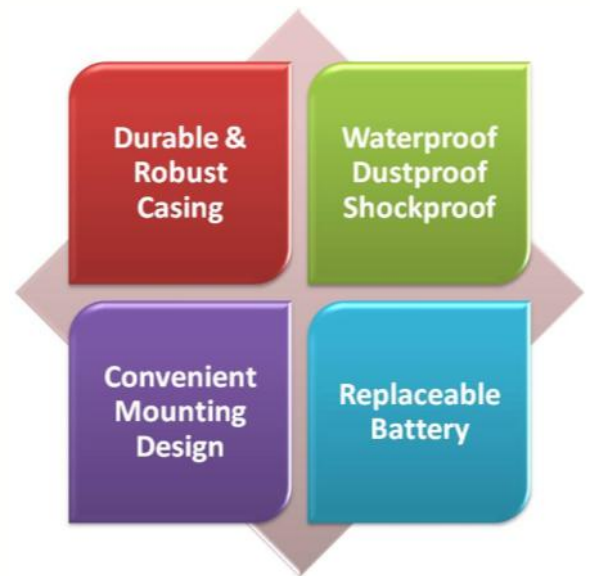 Durable &
Robust
Casing
Waterproof
Dustproof
Shockproof
Convenient
Mounting
Design
Replaceable
Battery